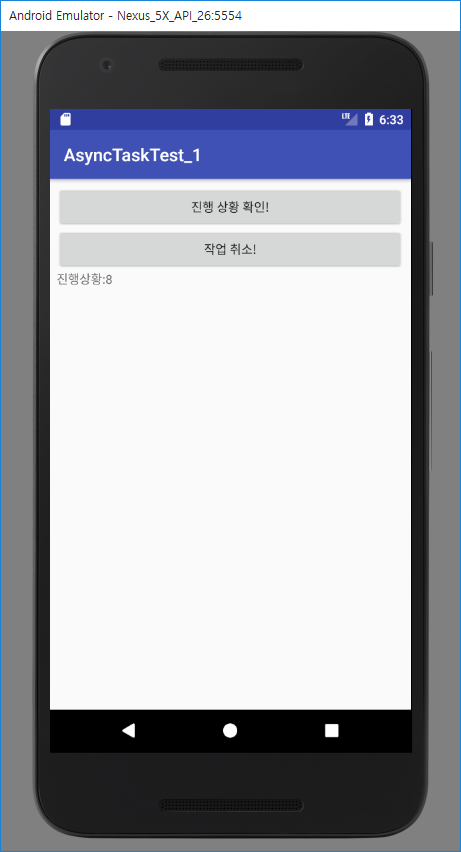 Android Emulator - Nexus_5X_API_26:5554
LTE 6:33
AsyncTaskTest_1
진행 상황 확인!
작업 취소!
진행상황:8